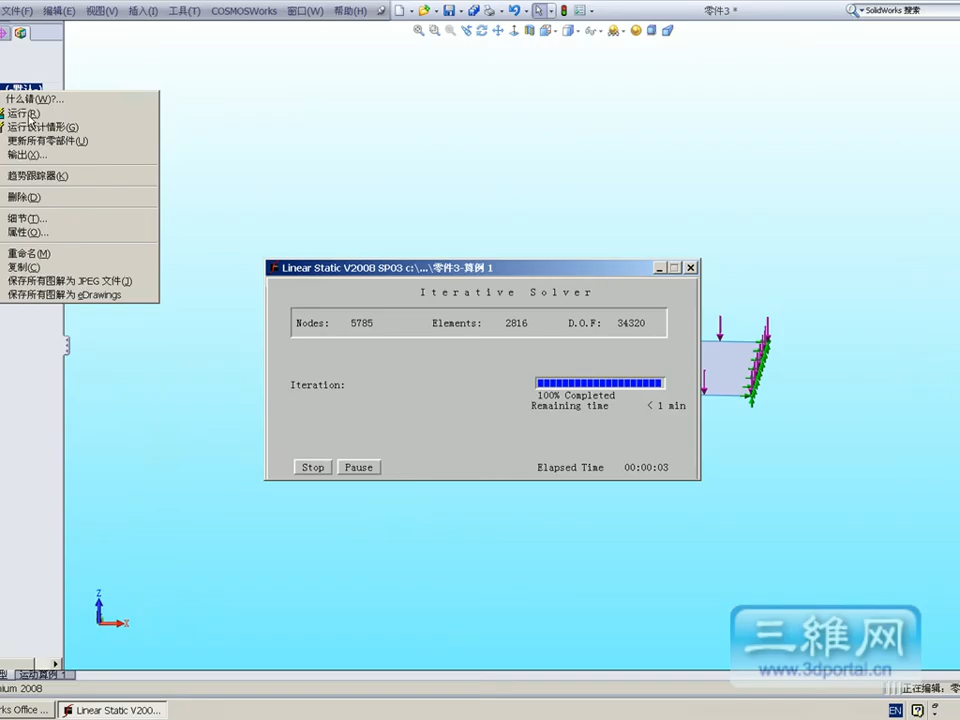 文件(F) 编辑(E) 视图(V) 插入(I) 工具(T) COSMOSWorks 窗口(W) 帮助(H) 零件3 * SolidWorks 搜索
(-默认-)
什么错(W)?...
运行(R)
运行设计情形(G)
更新所有零部件(U)
输出(X)...
趋势跟踪器(K)
删除(D)
细节(T)...
属性(O)...
重命名(M)
复制(C)
保存所有图解为 JPEG 文件(J)
保存所有图解为 eDrawings
Linear Static V2008 SP03 c:\...\零件3-算例 1
Iterative Solver
Nodes: 5785 Elements: 2816 D.O.F: 34320
Iteration:
100% Completed
Remaining time < 1 min
Stop Pause Elapsed Time 00:00:03
Z
X
三維网
www.3dportal.cn
型 运动算例 1
nium 2008 正在编辑: 零
rks Office ... Linear Static V200... EN